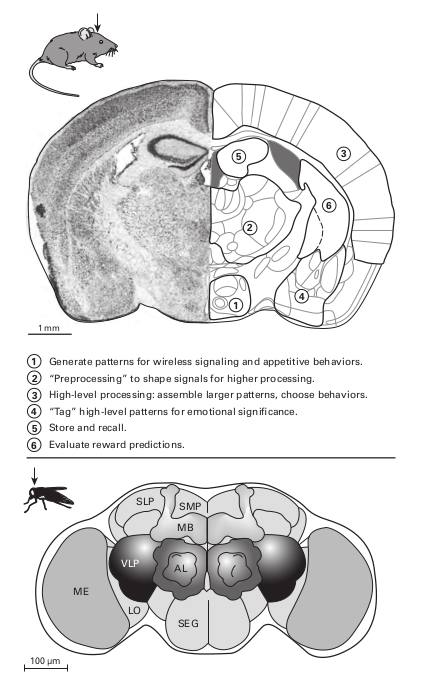 5
3
6
2
4
1
1 mm
1 Generate patterns for wireless signaling and appetitive behaviors.
2 “Preprocessing” to shape signals for higher processing.
3 High-level processing: assemble larger patterns, choose behaviors.
4 “Tag” high-level patterns for emotional significance.
5 Store and recall.
6 Evaluate reward predictions.
SLP
SMP
MB
VLP
AL
ME
LO
SEG
100 µm